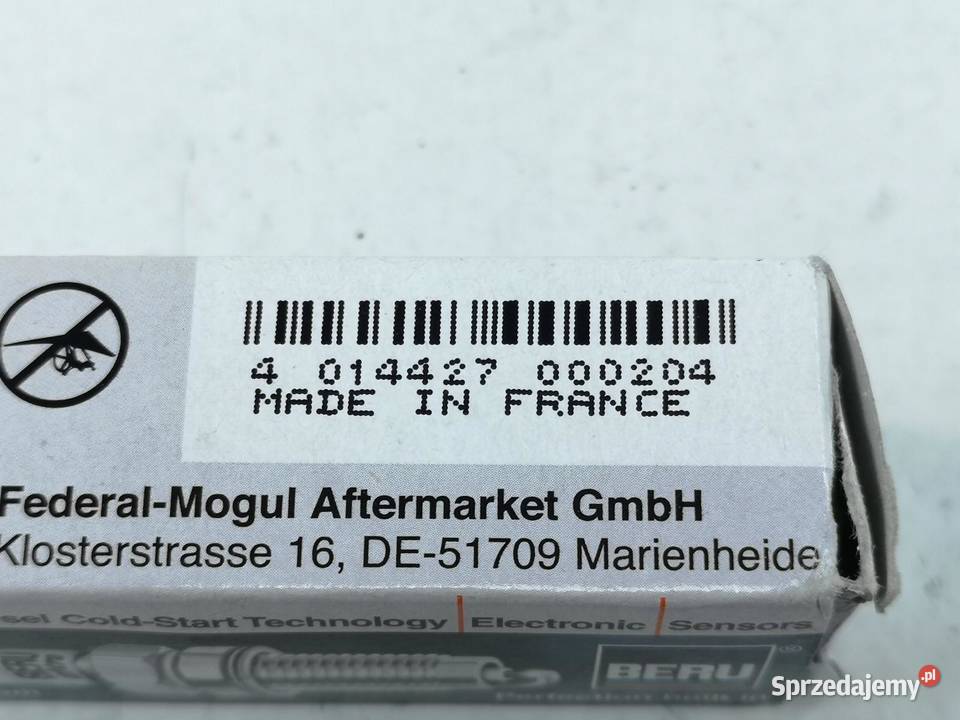 4 014427 000204
MADE IN FRANCE
Federal-Mogul Aftermarket GmbH
Klosterstrasse 16, DE-51709 Marienheide
Cold-Start Technology | Electronic | Sensors
BERU ®
Sprzedajemy.pl